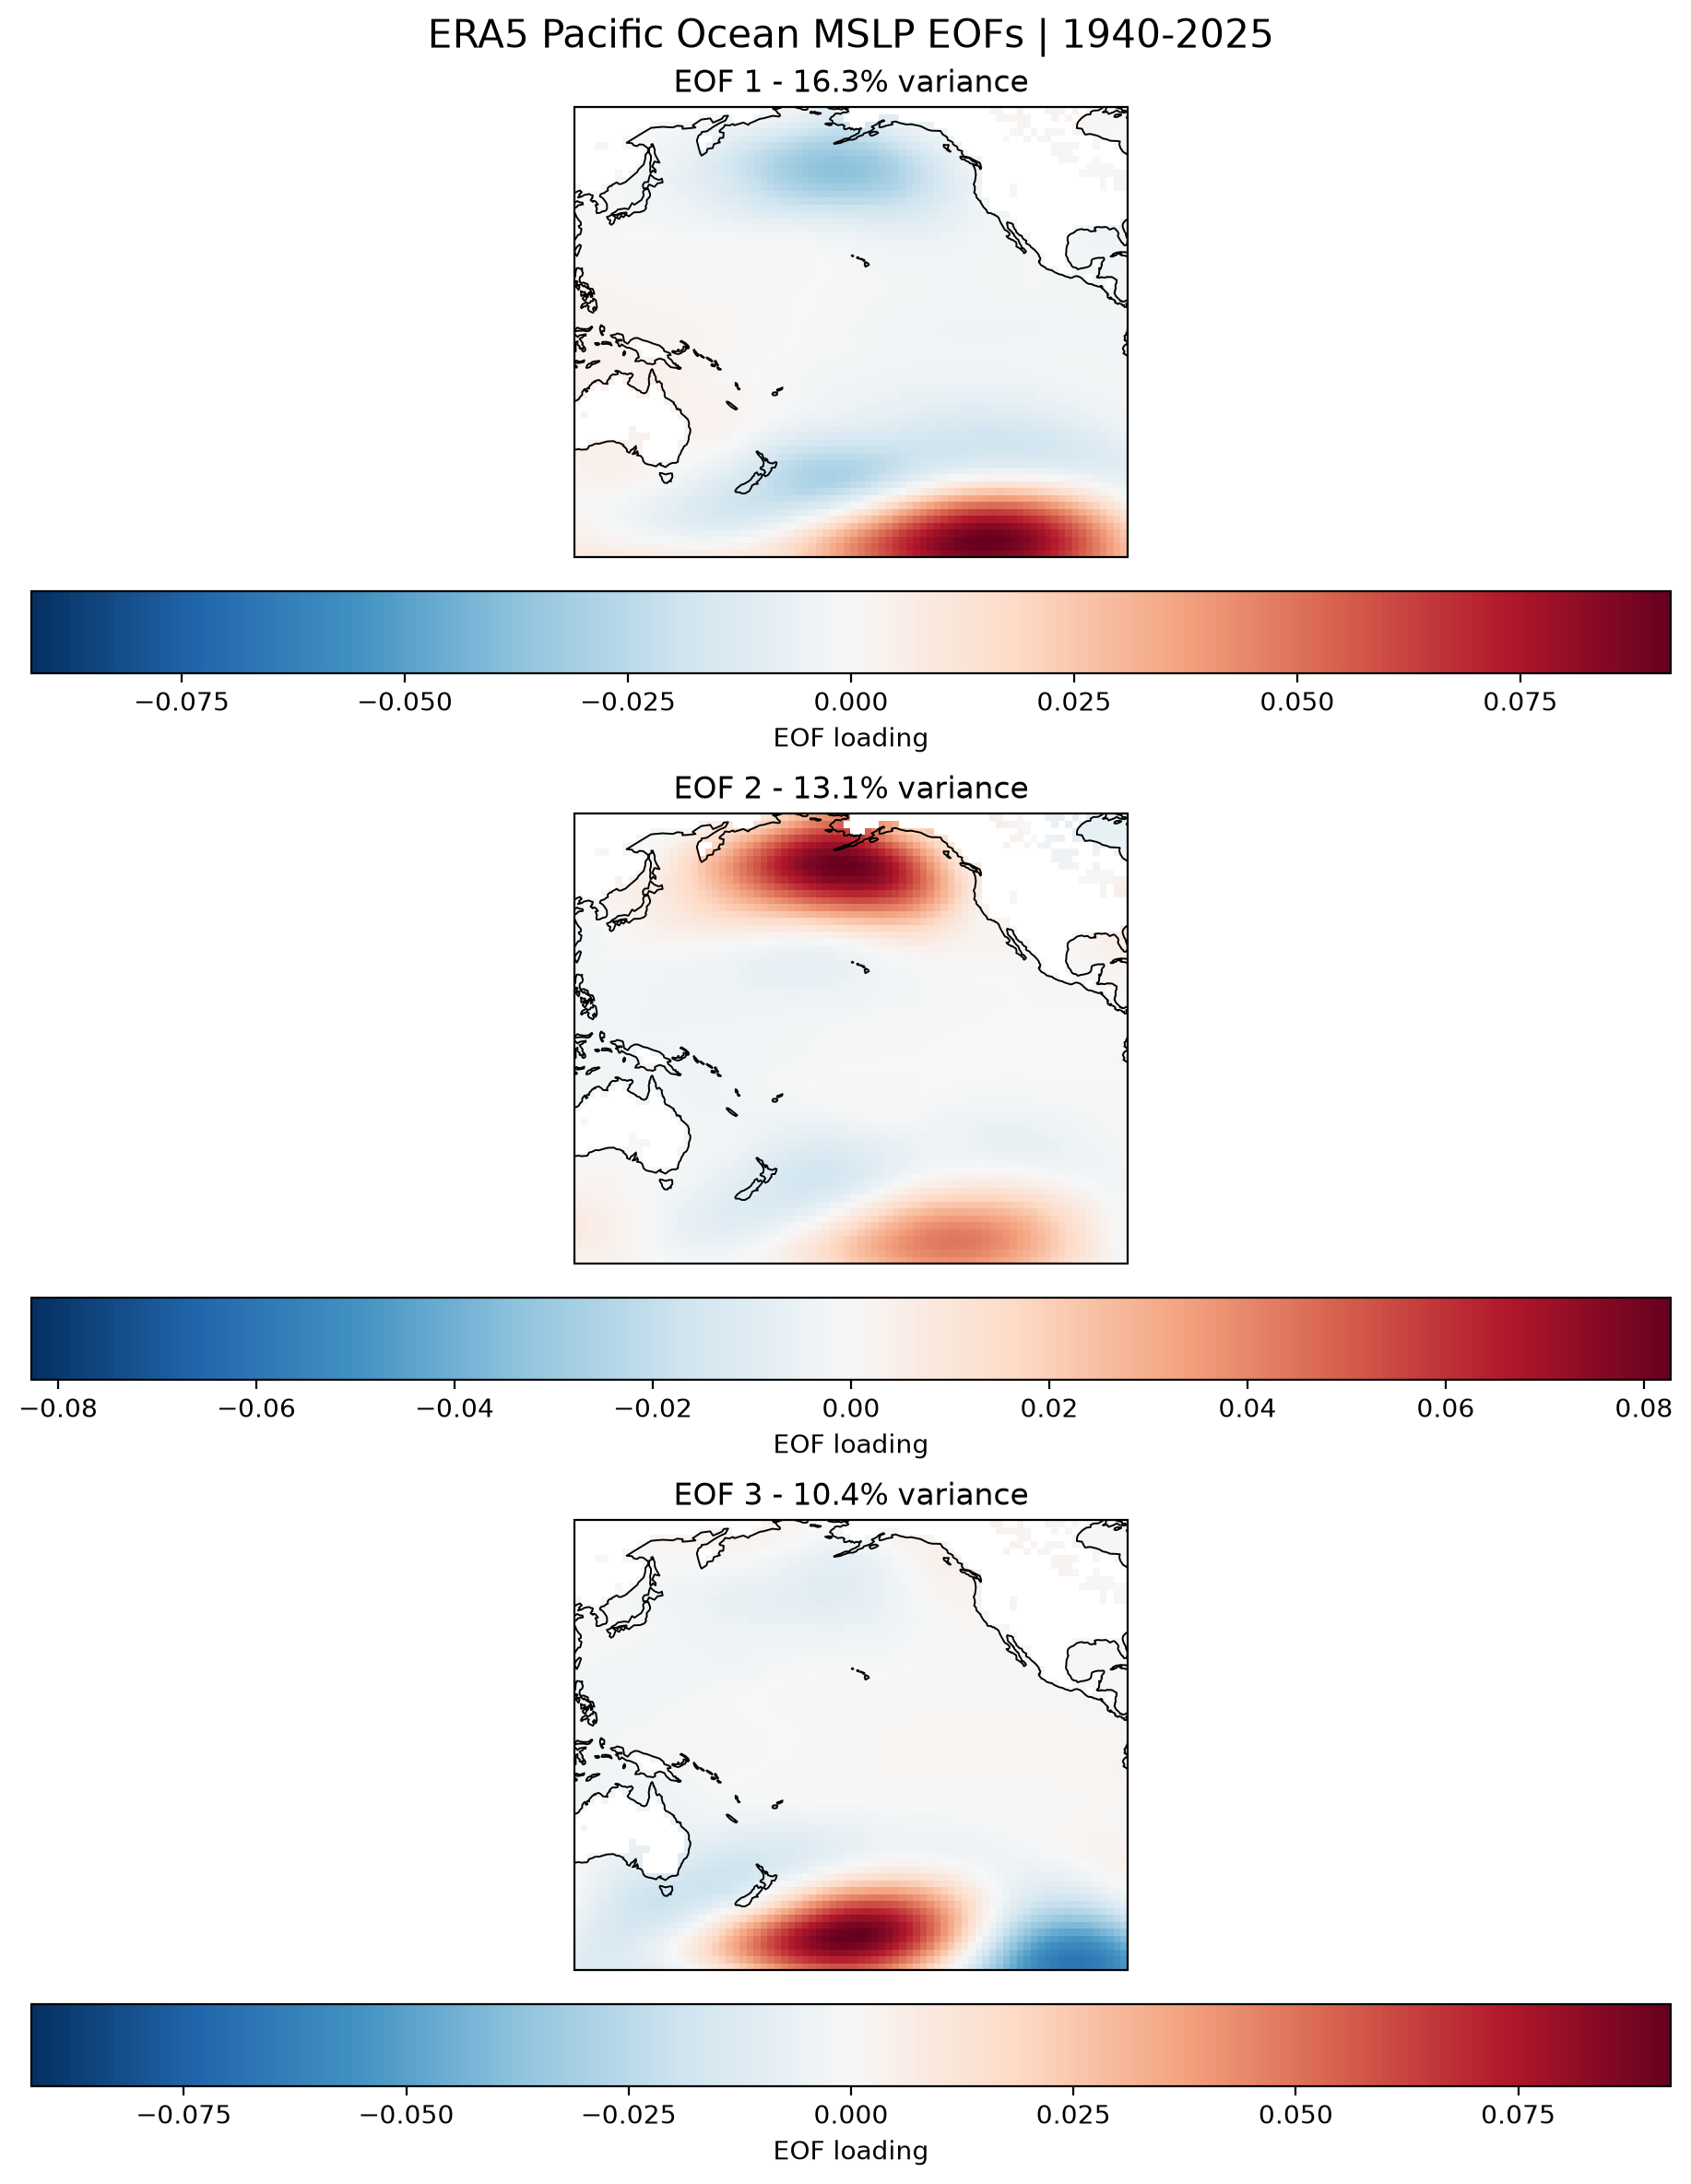 ERA5 Pacific Ocean MSLP EOFs | 1940-2025
EOF 1 - 16.3% variance
−0.075 −0.050 −0.025 0.000 0.025 0.050 0.075
EOF loading
EOF 2 - 13.1% variance
−0.08 −0.06 −0.04 −0.02 0.00 0.02 0.04 0.06 0.08
EOF loading
EOF 3 - 10.4% variance
−0.075 −0.050 −0.025 0.000 0.025 0.050 0.075
EOF loading